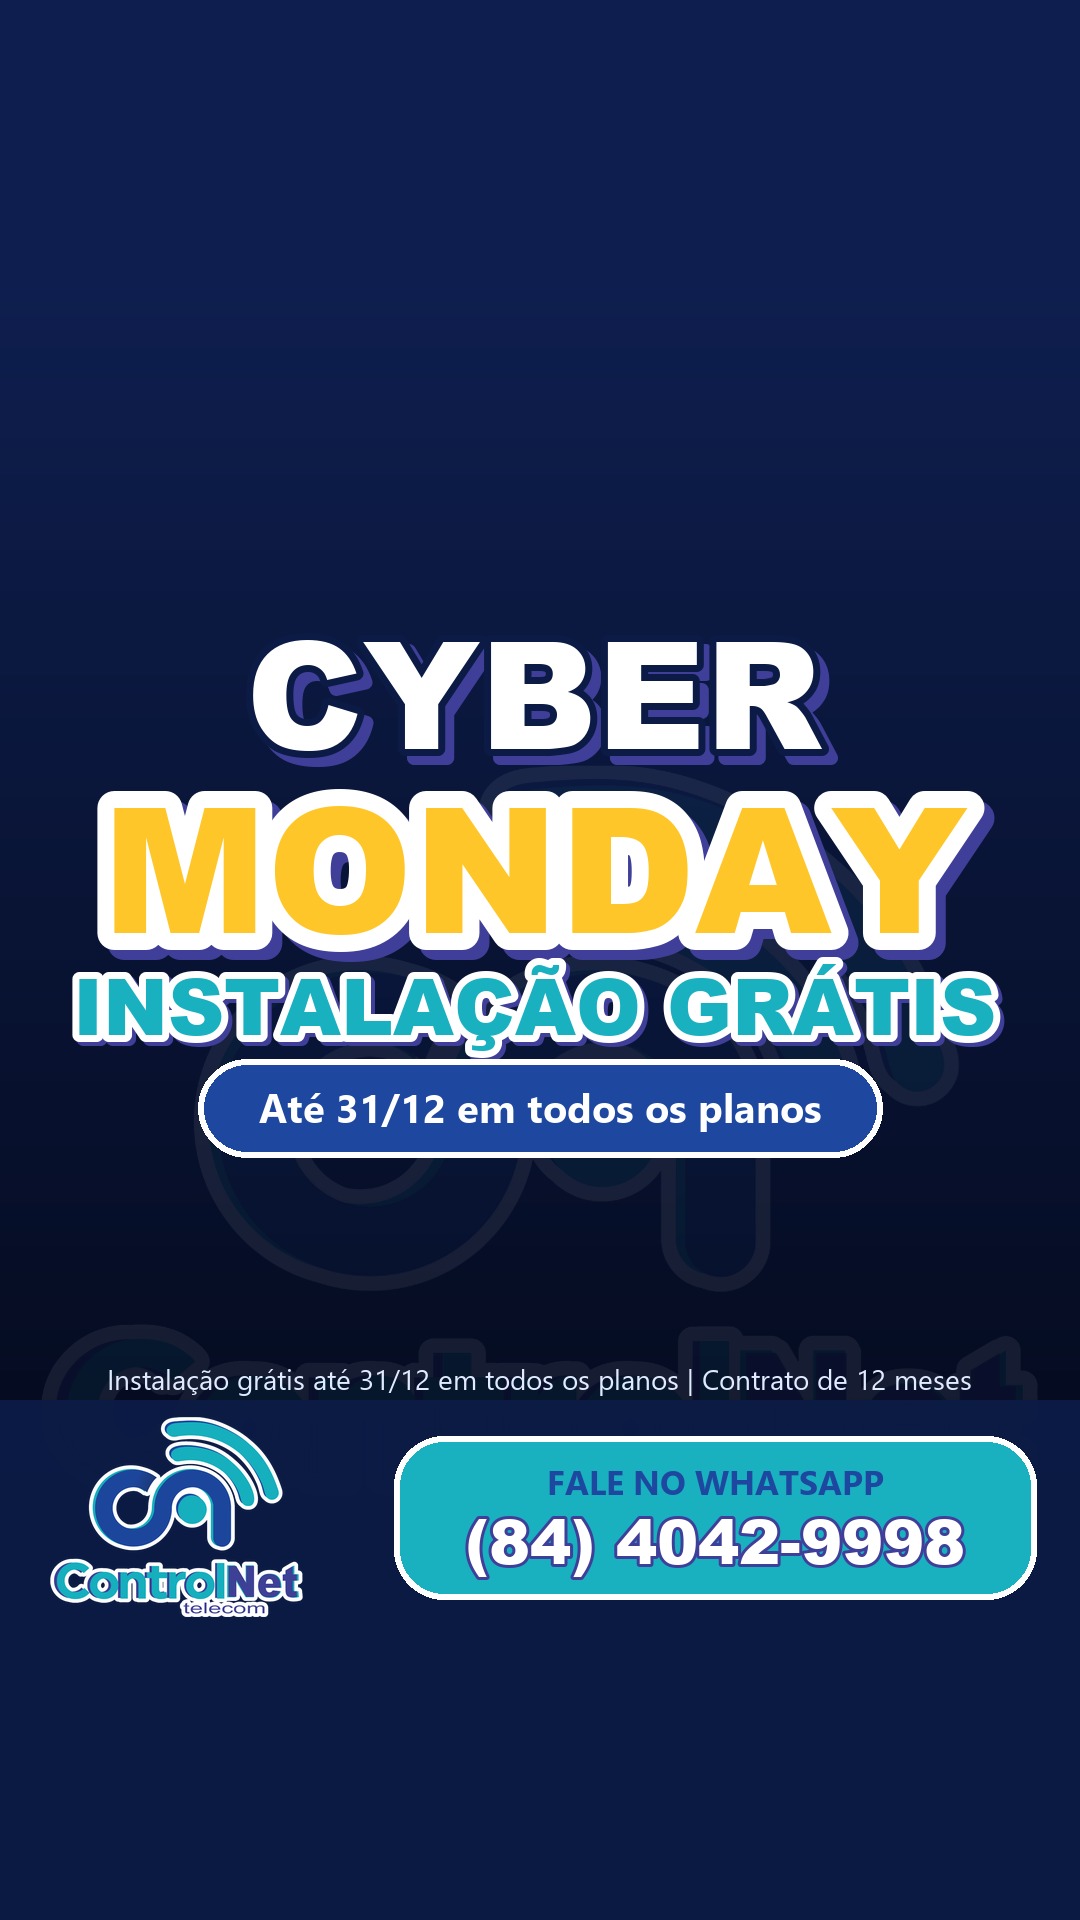 CYBER
MONDAY
INSTALAÇÃO GRÁTIS
Até 31/12 em todos os planos
Instalação grátis até 31/12 em todos os planos | Contrato de 12 meses
FALE NO WHATSAPP
(84) 4042-9998
ControlNet
telecom